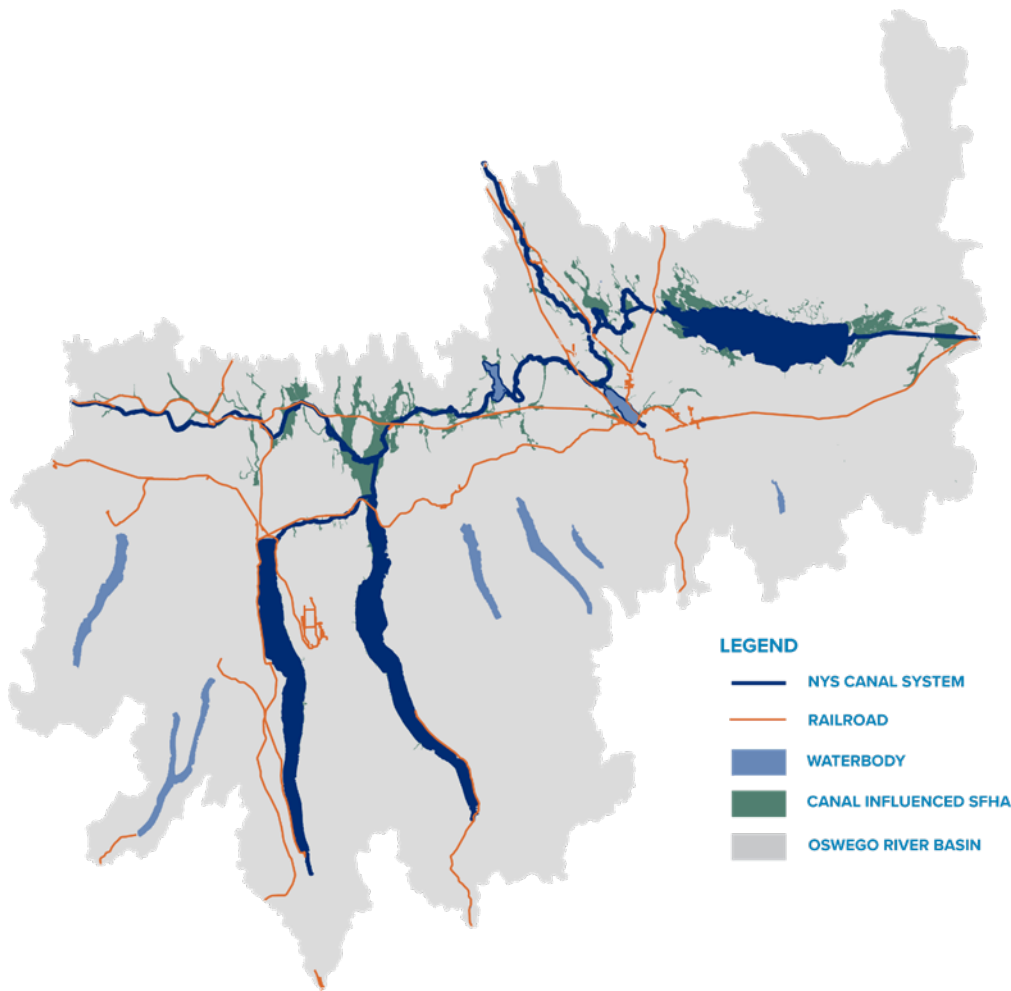 LEGEND
NYS CANAL SYSTEM
RAILROAD
WATERBODY
CANAL INFLUENCED SFHA
OSWEGO RIVER BASIN